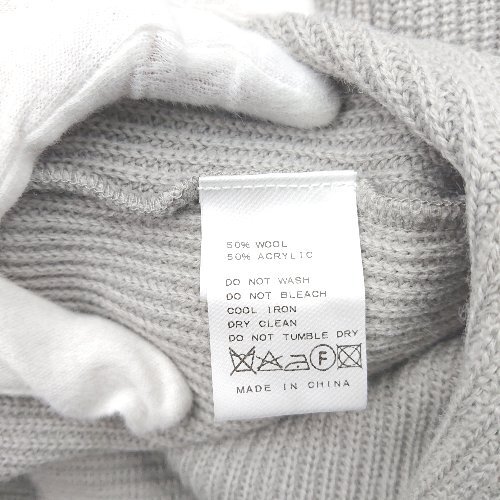 50% WOOL
50% ACRYLIC
DO NOT WASH
DO NOT BLEACH
COOL IRON
DRY CLEAN
DO NOT TUMBLE DRY
F
MADE IN CHINA